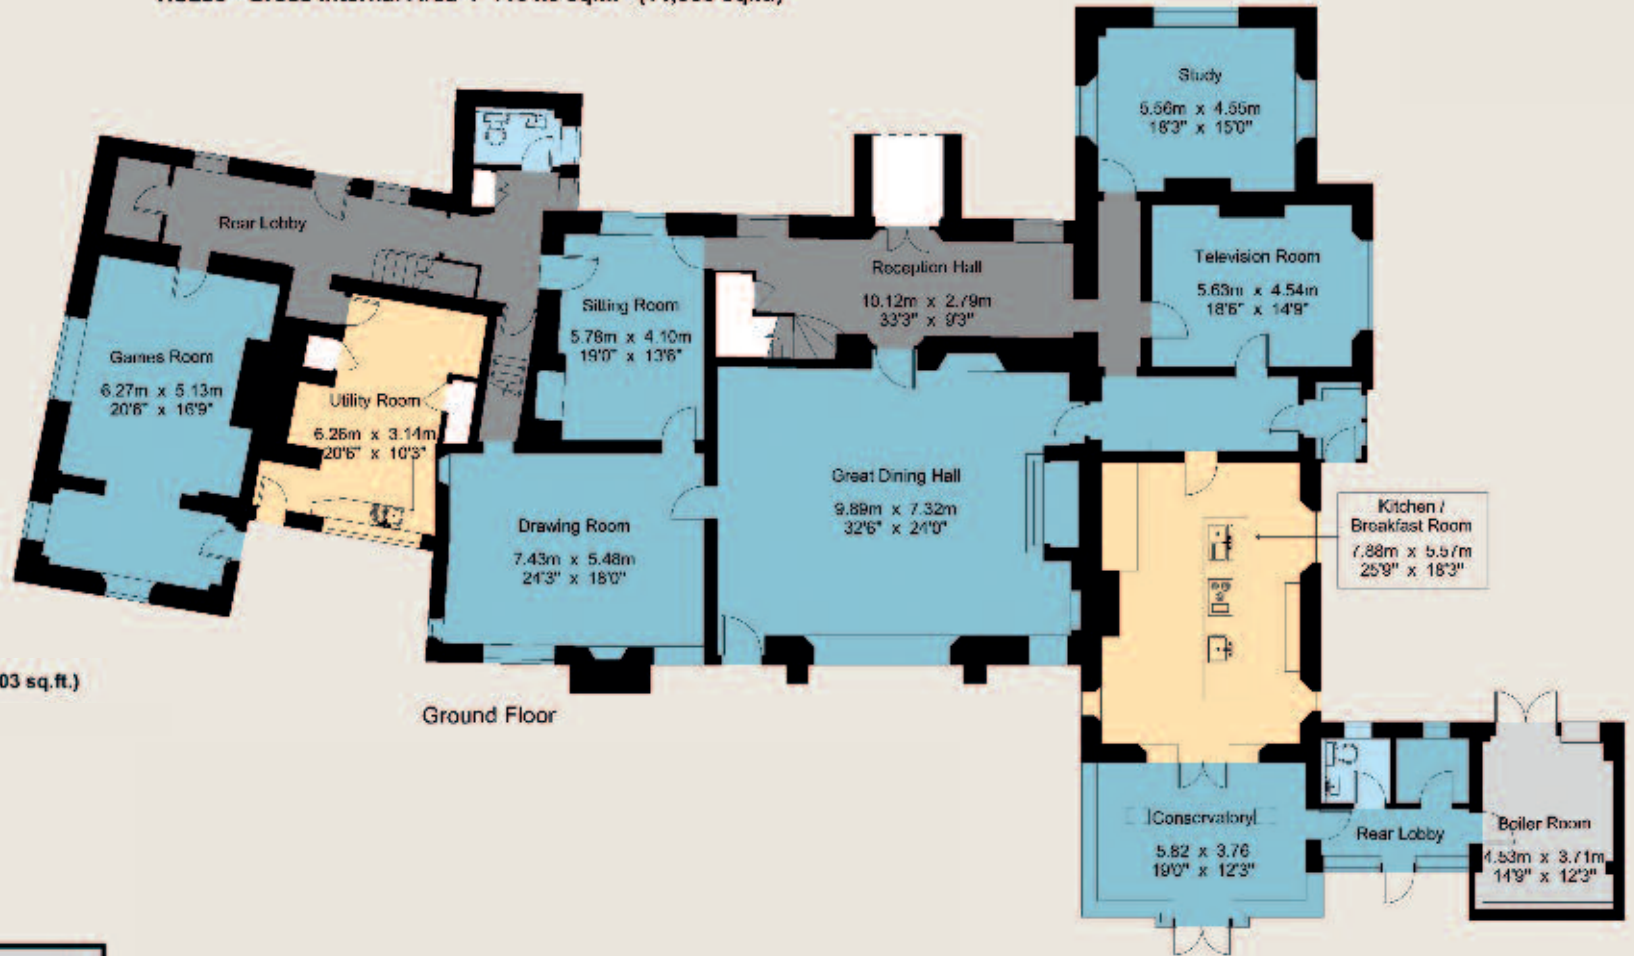 Study
5.56m x 4.55m
18'3" x 15'0"
Rear Lobby
Reception Hall
10.12m x 2.79m
33'3" x 9'3"
Television Room
5.63m x 4.54m
18'6" x 14'9"
Sitting Room
5.78m x 4.10m
19'0" x 13'6"
Games Room
6.27m x 5.13m
20'6" x 16'9"
Utility Room
6.26m x 3.14m
20'6" x 10'3"
Great Dining Hall
9.89m x 7.32m
32'6" x 24'0"
Drawing Room
7.43m x 5.48m
24'3" x 18'0"
Kitchen /
Breakfast Room
7.88m x 5.57m
25'9" x 18'3"
03 sq.ft.)
Ground Floor
Conservatory
5.82 x 3.76
19'0" x 12'3"
Rear Lobby
Boiler Room
4.53m x 3.71m
14'9" x 12'3"